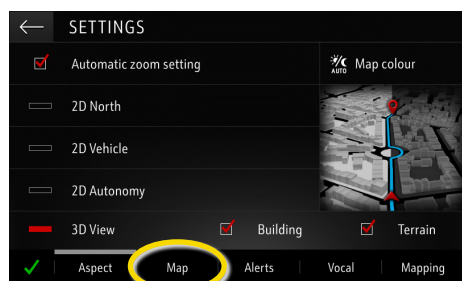 SETTINGS
Automatic zoom setting
AUTO Map colour
2D North
2D Vehicle
2D Autonomy
3D View Building Terrain
Aspect Map Alerts Vocal Mapping